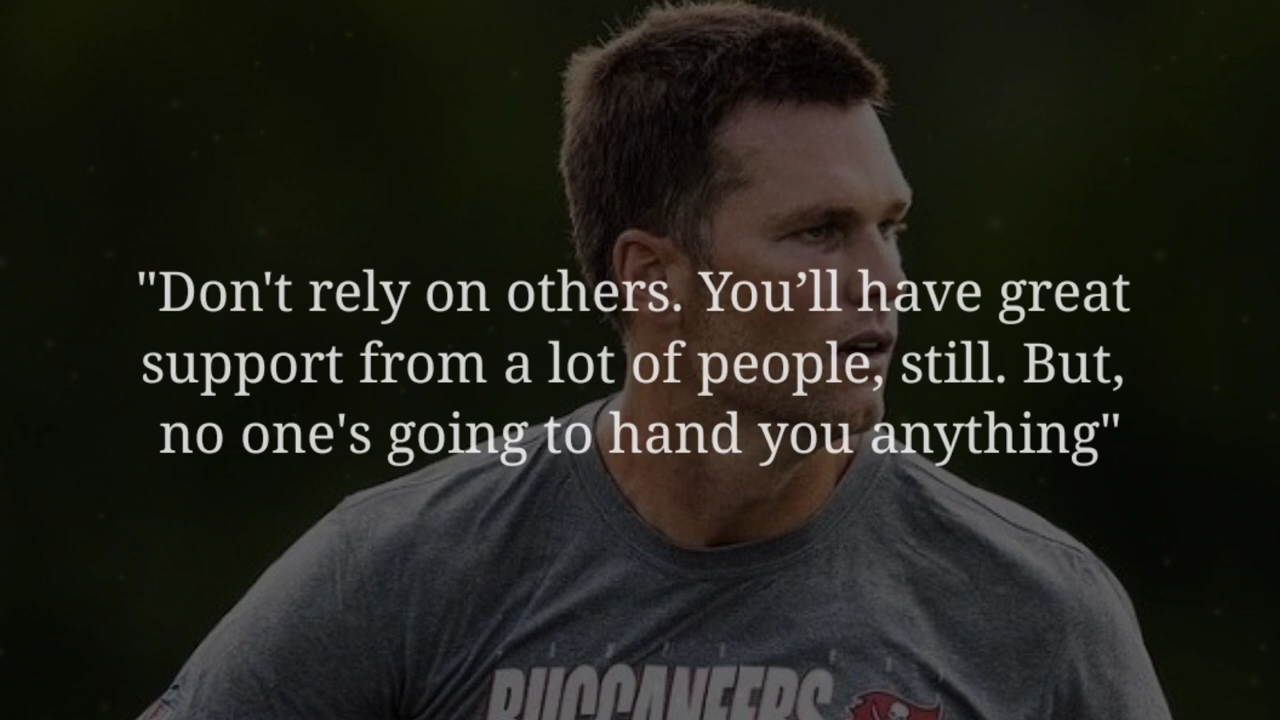 "Don't rely on others. You’ll have great
support from a lot of people, still. But,
no one's going to hand you anything"
BUCCANEERS